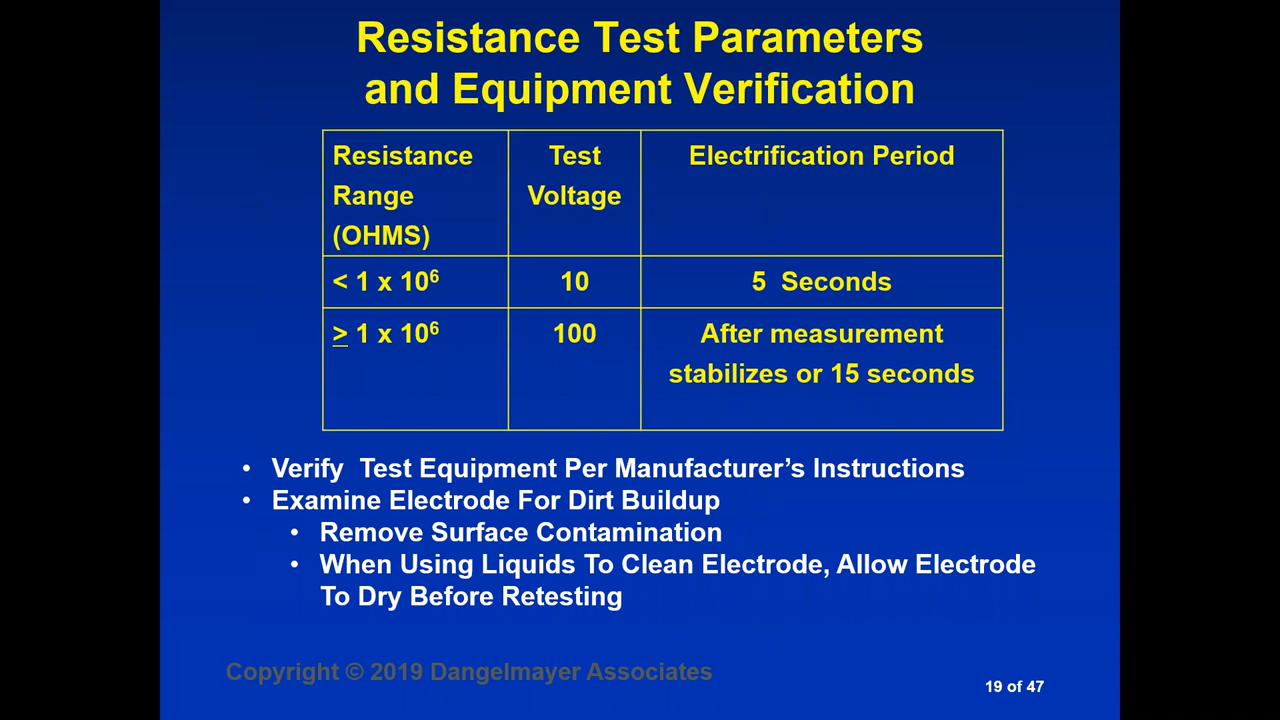 Resistance Test Parameters
and Equipment Verification
Resistance
Range
(OHMS)
Test
Voltage
Electrification Period
< 1 x 10⁶
10
5 Seconds
≥ 1 x 10⁶
100
After measurement
stabilizes or 15 seconds
• Verify Test Equipment Per Manufacturer’s Instructions
• Examine Electrode For Dirt Buildup
• Remove Surface Contamination
• When Using Liquids To Clean Electrode, Allow Electrode
To Dry Before Retesting
Copyright © 2019 Dangelmayer Associates
19 of 47